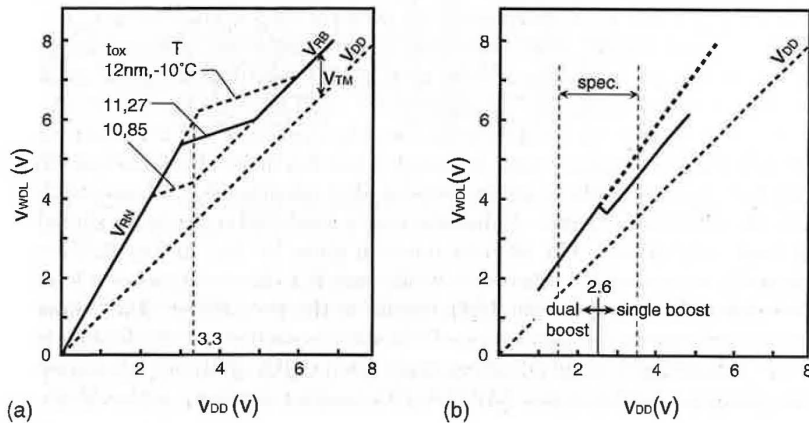 8
6
4
2
0
VWDL (V)
tox T
12nm,-10°C
11,27
10,85
VRB
VDD
VTM
VRN
3.3
2 4 6 8
VDD (V)
(a)
8
6
4
2
0
VWDL(V)
spec.
VDD
2.6
dual single boost
boost
2 4 6 8
VDD(V)
(b)